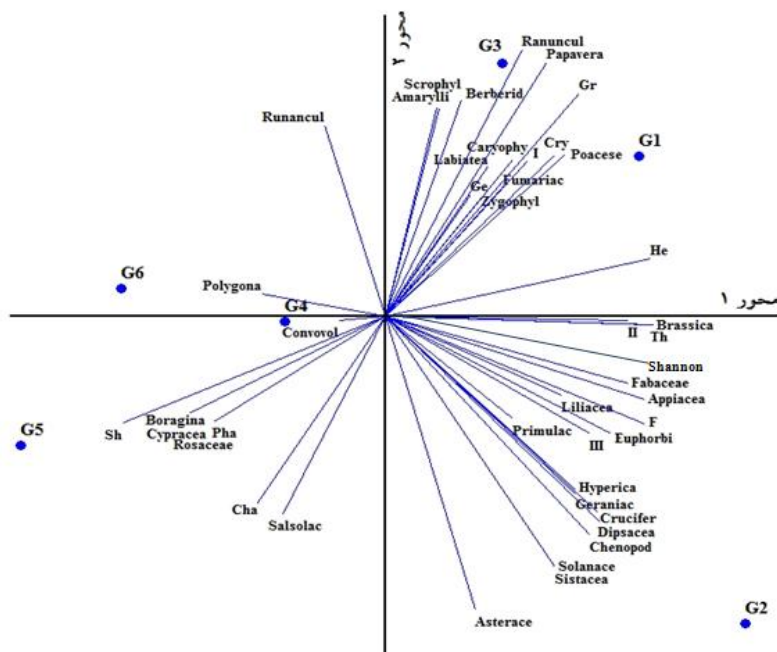 محور ۲
G3
Ranuncul
Papavera
Scrophyl
Amarylli
Berberid
Gr
Runancul
Caryophy
I
Cry
Poacese
G1
Labiatea
Fumariac
Ge
Zygophyl
He
G6
Polygona
G4
محور ۱
Convovol
II
Brassica
Th
Shannon
Fabaceae
Appiacea
Liliacea
F
Boragina
Cypracea
Pha
Rosaceae
Sh
G5
Primulac
III
Euphorbi
Cha
Salsolac
Hyperica
Geraniac
Crucifer
Dipsacea
Chenopod
Solanace
Sistacea
Asterace
G2